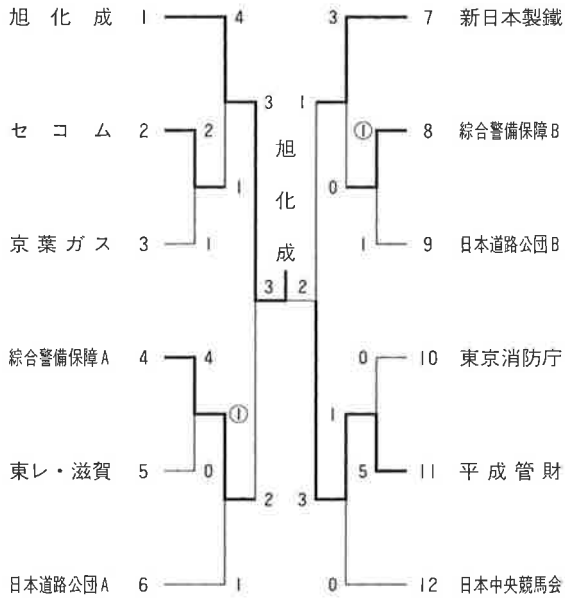 旭化成 1 4 3 7 新日本製鐵
3 1
セコム 2 2 ① 8 綜合警備保障B
旭化成
1 0
京葉ガス 3 1 1 9 日本道路公団B
3 2
綜合警備保障A 4 4 0 10 東京消防庁
① 1
東レ・滋賀 5 0 5 11 平成管財
2 3
日本道路公団A 6 1 0 12 日本中央競馬会